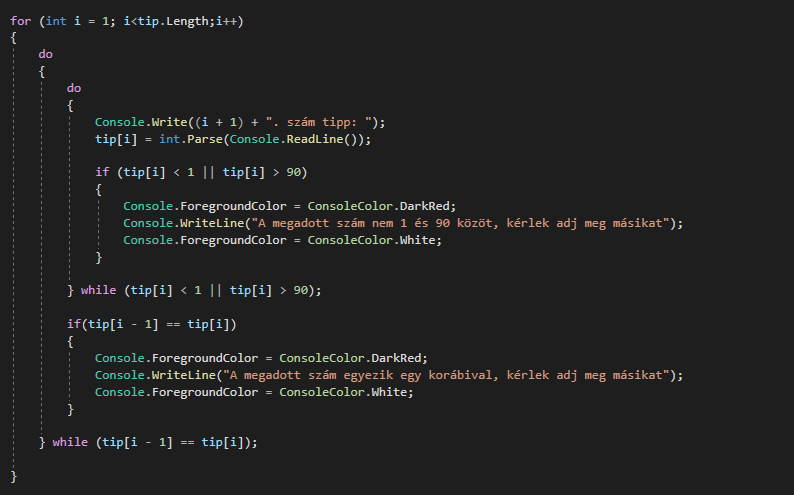 for (int i = 1; i<tip.Length;i++)
{
do
{
do
{
Console.Write((i + 1) + ". szám tipp: ");
tip[i] = int.Parse(Console.ReadLine());
if (tip[i] < 1 || tip[i] > 90)
{
Console.ForegroundColor = ConsoleColor.DarkRed;
Console.WriteLine("A megadott szám nem 1 és 90 közöt, kérlek adj meg másikat");
Console.ForegroundColor = ConsoleColor.White;
}
} while (tip[i] < 1 || tip[i] > 90);
if(tip[i - 1] == tip[i])
{
Console.ForegroundColor = ConsoleColor.DarkRed;
Console.WriteLine("A megadott szám egyezik egy korábival, kérlek adj meg másikat");
Console.ForegroundColor = ConsoleColor.White;
}
} while (tip[i - 1] == tip[i]);
}